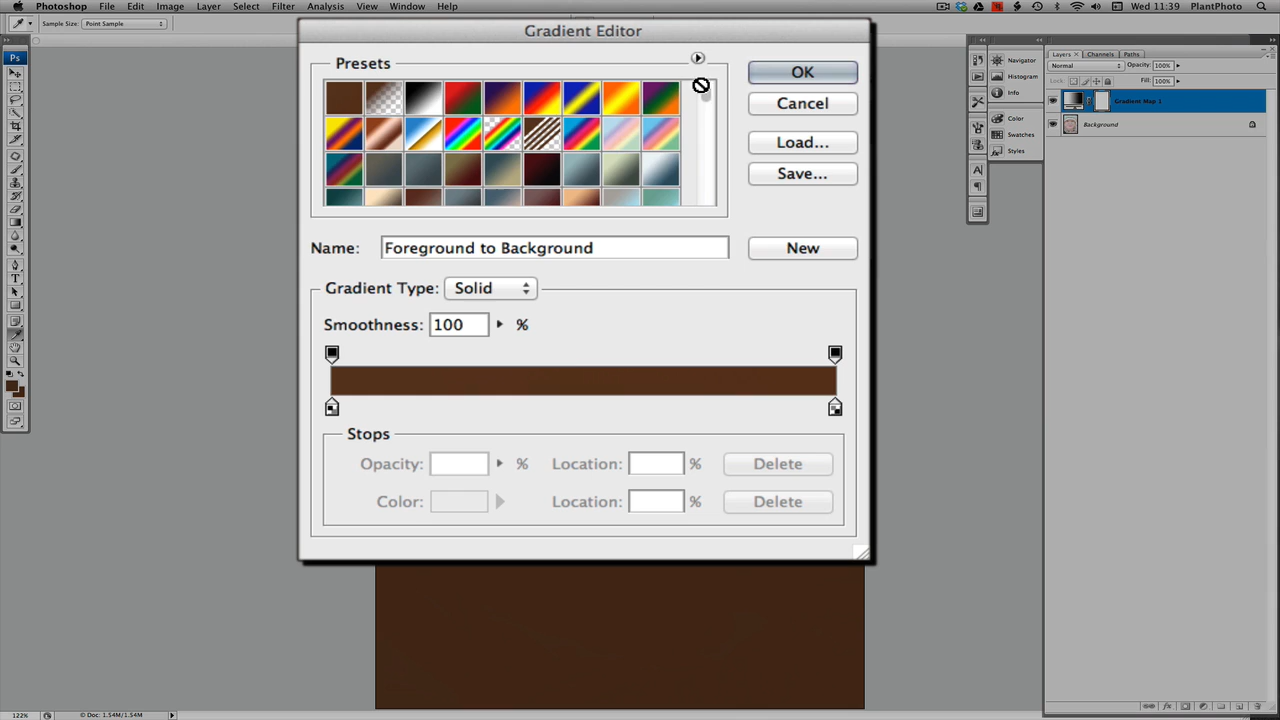 Photoshop File Edit Image Layer Select Filter Analysis View Window Help
Wed 11:39 PlantPhoto
Sample Size: Point Sample
Gradient Editor
Presets
OK
Cancel
Load...
Save...
Name: Foreground to Background
New
Gradient Type: Solid
Smoothness: 100 %
Stops
Opacity: % Location: % Delete
Color: Location: % Delete
Ps
T
Navigator
Histogram
Info
Color
Swatches
Styles
A
Layers × Channels Paths
Normal Opacity: 100%
Lock: Fill: 100%
Gradient Map 1
Background
fx
122% Doc: 1.54M/1.54M